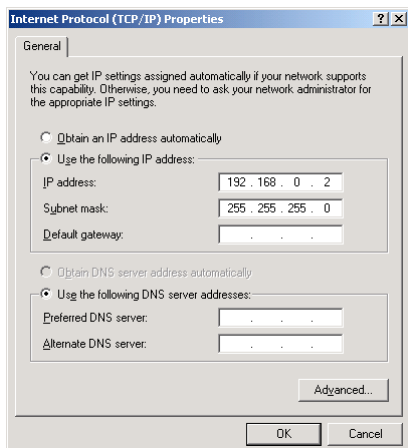 Internet Protocol (TCP/IP) Properties ? X
General
You can get IP settings assigned automatically if your network supports
this capability. Otherwise, you need to ask your network administrator for
the appropriate IP settings.
Obtain an IP address automatically
Use the following IP address:
IP address: 192 . 168 . 0 . 2
Subnet mask: 255 . 255 . 255 . 0
Default gateway: . . .
Obtain DNS server address automatically
Use the following DNS server addresses:
Preferred DNS server: . . .
Alternate DNS server: . . .
Advanced...
OK Cancel